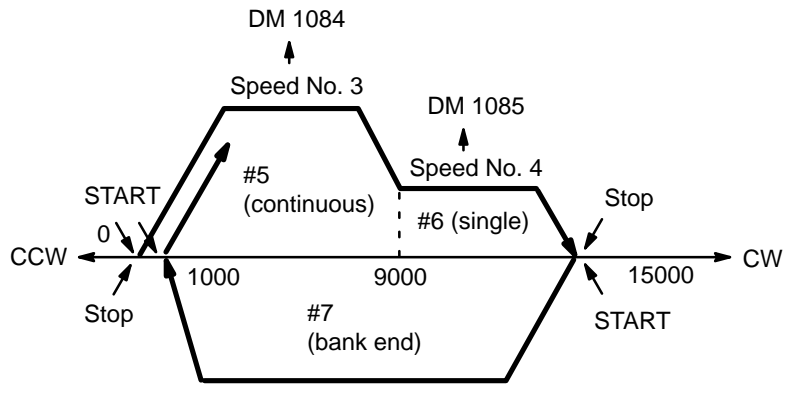 DM 1084
Speed No. 3
DM 1085
Speed No. 4
#5
(continuous)
START
0
#6 (single)
Stop
CCW
CW
1000
9000
15000
Stop
#7
(bank end)
START